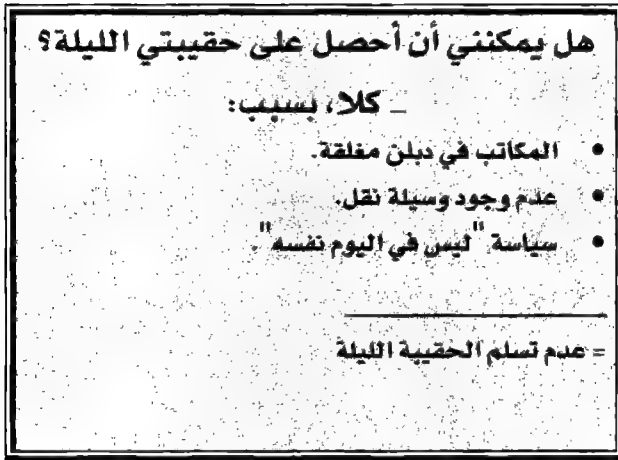 هل يمكنني أن أحصل على حقيبتي الليلة؟
_ كلا، بسبب:
• المكاتب في دبلن مغلقة.
• عدم وجود وسيلة نقل.
• سياسة "ليس في اليوم نفسه".
= عدم تسلم الحقيبة الليلة